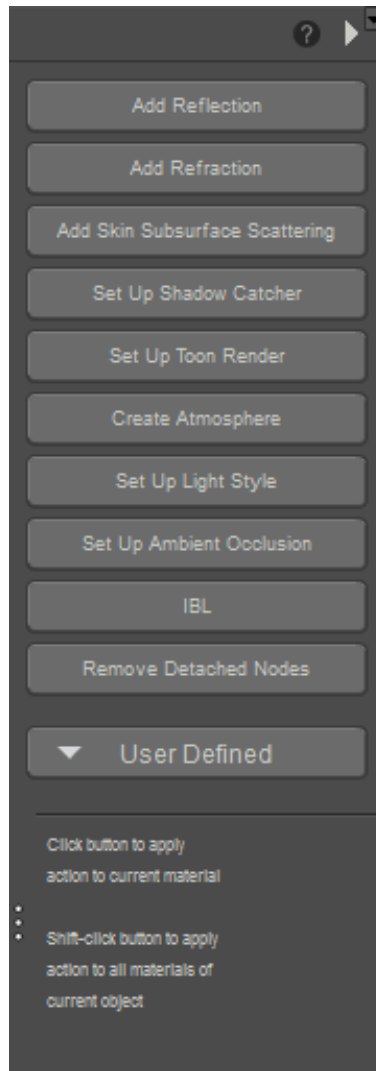 ?
Add Reflection
Add Refraction
Add Skin Subsurface Scattering
Set Up Shadow Catcher
Set Up Toon Render
Create Atmosphere
Set Up Light Style
Set Up Ambient Occlusion
IBL
Remove Detached Nodes
User Defined
Click button to apply
action to current material
Shift-click button to apply
action to all materials of
current object